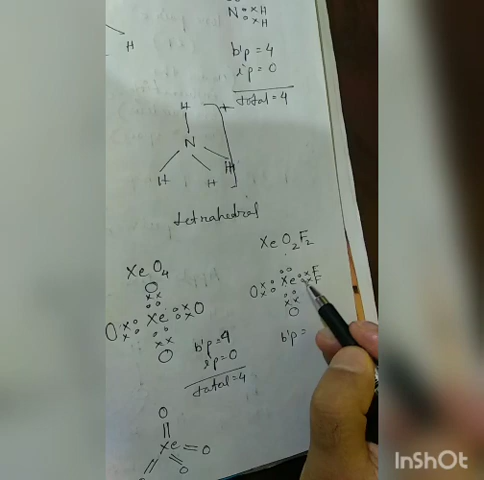 N °° ×H
° ×H
H
b'p = 4
l'p = 0
total = 4
H
+
N
H H H
tetrahedral
XeO₂F₂
XeO₄
O
O Xe O
O
O Xe F
F
O
b'p=4
l'p=0
total=4
b'p =
O
Xe = O
O
InShOt